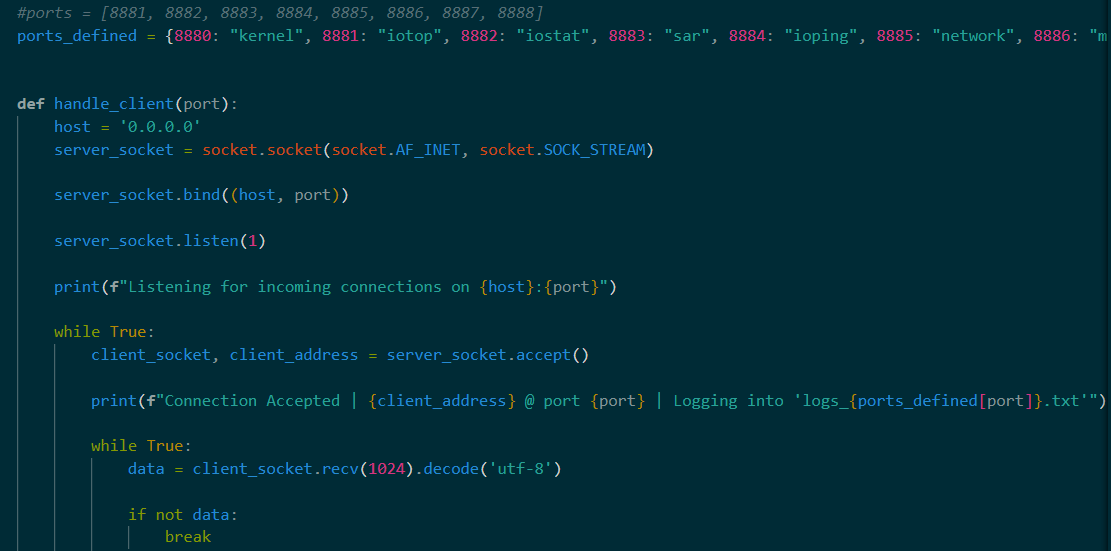 #ports = [8881, 8882, 8883, 8884, 8885, 8886, 8887, 8888]
ports_defined = {8880: "kernel", 8881: "iotop", 8882: "iostat", 8883: "sar", 8884: "ioping", 8885: "network", 8886: "m
def handle_client(port):
    host = '0.0.0.0'
    server_socket = socket.socket(socket.AF_INET, socket.SOCK_STREAM)
    server_socket.bind((host, port))
    server_socket.listen(1)
    print(f"Listening for incoming connections on {host}:{port}")
    while True:
        client_socket, client_address = server_socket.accept()
        print(f"Connection Accepted | {client_address} @ port {port} | Logging into 'logs_{ports_defined[port]}.txt'")
        while True:
            data = client_socket.recv(1024).decode('utf-8')
            if not data:
                break